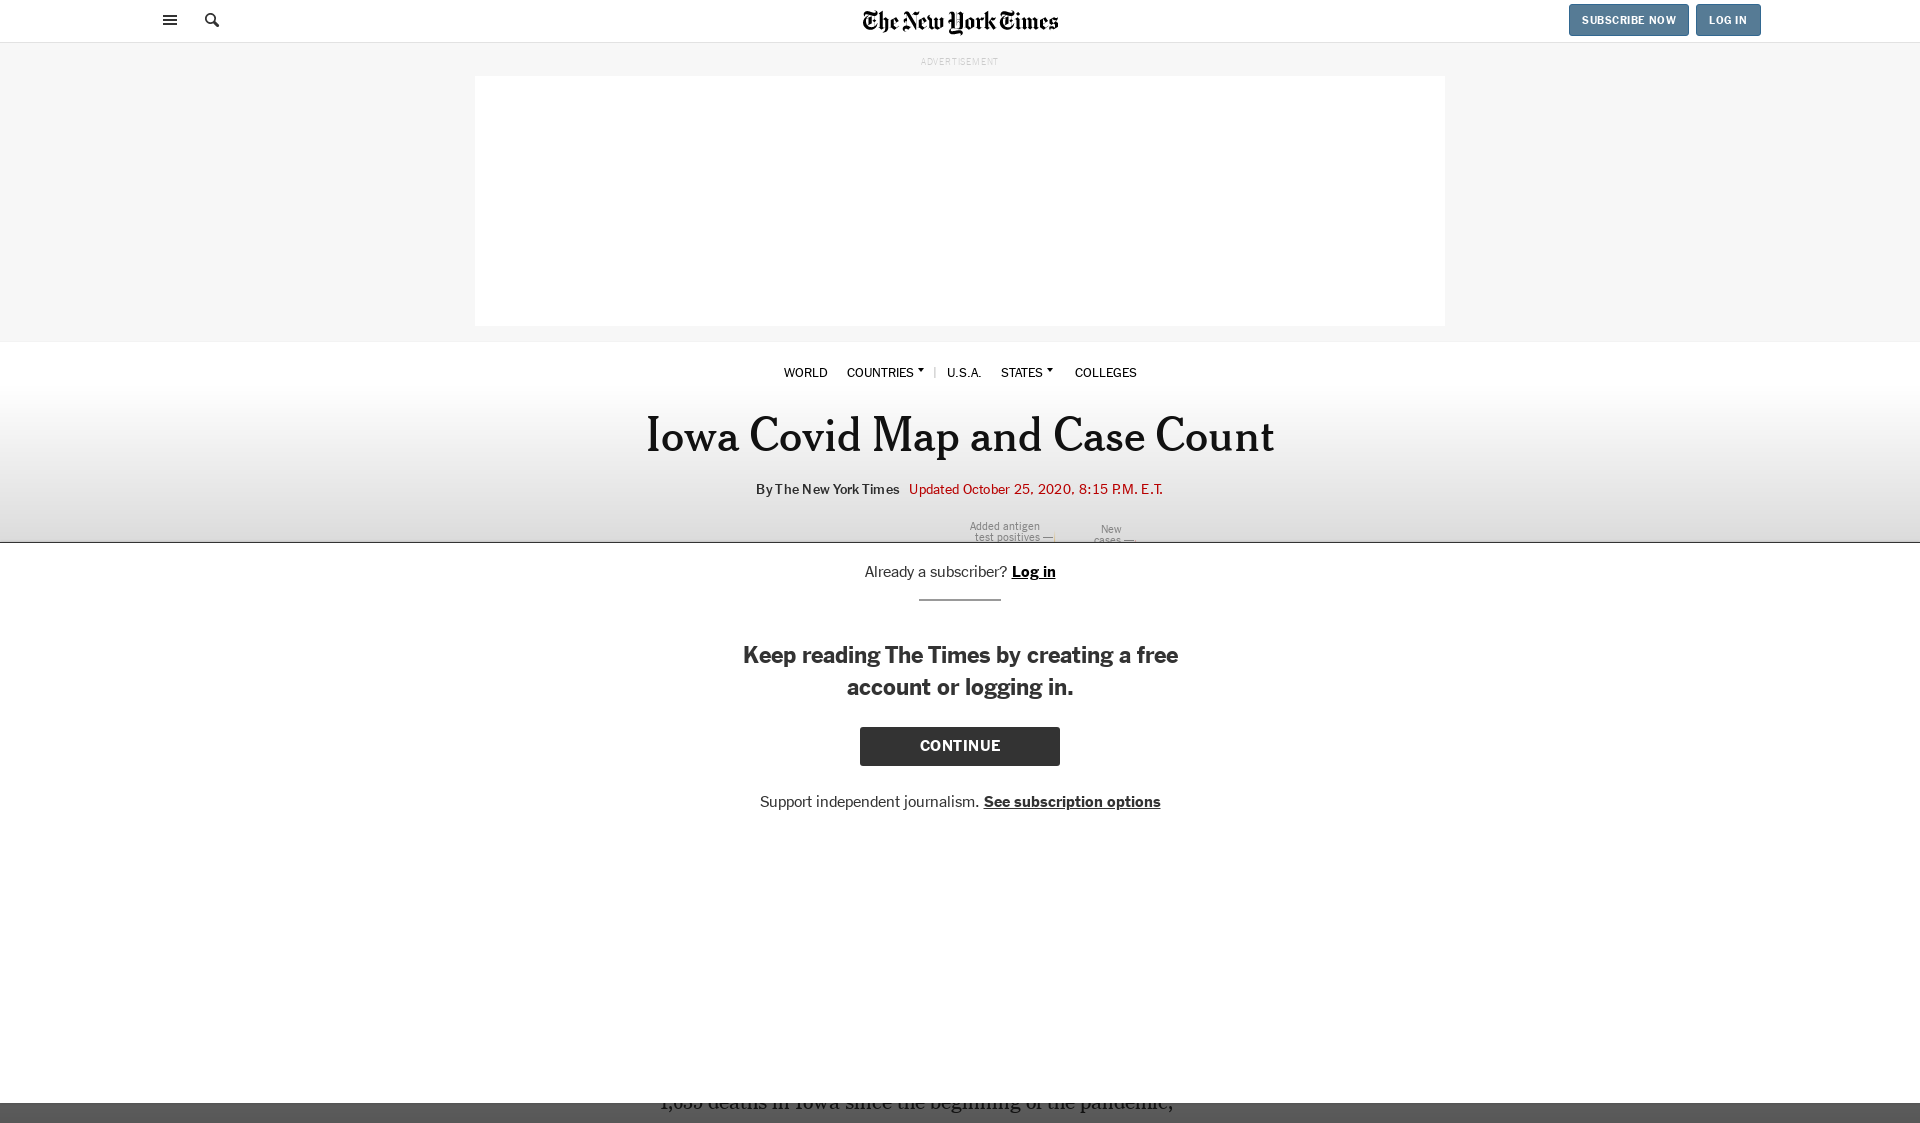 The New York Times
SUBSCRIBE NOW
LOG IN
ADVERTISEMENT
WORLD COUNTRIES U.S.A. STATES COLLEGES
Iowa Covid Map and Case Count
By The New York Times Updated October 25, 2020, 8:15 P.M. E.T.
Added antigen
test positives —
New
cases —
Already a subscriber? Log in
Keep reading The Times by creating a free
account or logging in.
CONTINUE
Support independent journalism. See subscription options
deaths in Iowa since the beginning of the pandemic,